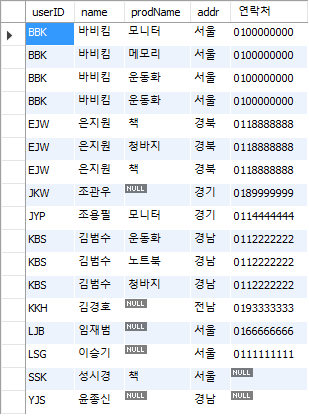 userID name prodName addr 연락처
BBK 바비킴 모니터 서울 0100000000
BBK 바비킴 메모리 서울 0100000000
BBK 바비킴 운동화 서울 0100000000
BBK 바비킴 운동화 서울 0100000000
EJW 은지원 책 경북 0118888888
EJW 은지원 청바지 경북 0118888888
EJW 은지원 책 경북 0118888888
JKW 조관우 NULL 경기 0189999999
JYP 조용필 모니터 경기 0114444444
KBS 김범수 운동화 경남 0112222222
KBS 김범수 노트북 경남 0112222222
KBS 김범수 청바지 경남 0112222222
KKH 김경호 NULL 전남 0193333333
LJB 임재범 NULL 서울 0166666666
LSG 이승기 NULL 서울 0111111111
SSK 성시경 책 서울 NULL
YJS 윤종신 NULL 경남 NULL